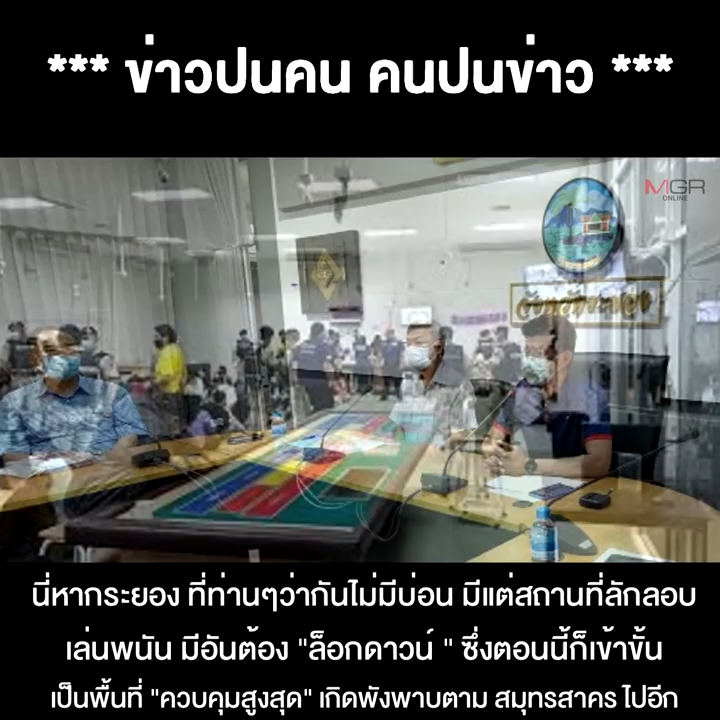 *** ข่าวปนคน คนปนข่าว ***
MGR
ONLINE
นี่หากระยอง ที่ท่านๆว่ากันไม่มีบ่อน มีแต่สถานที่ลักลอบ
เล่นพนัน มีอันต้อง "ล็อกดาวน์ " ซึ่งตอนนี้ก็เข้าขั้น
เป็นพื้นที่ "ควบคุมสูงสุด" เกิดพังพาบตาม สมุทรสาคร ไปอีก